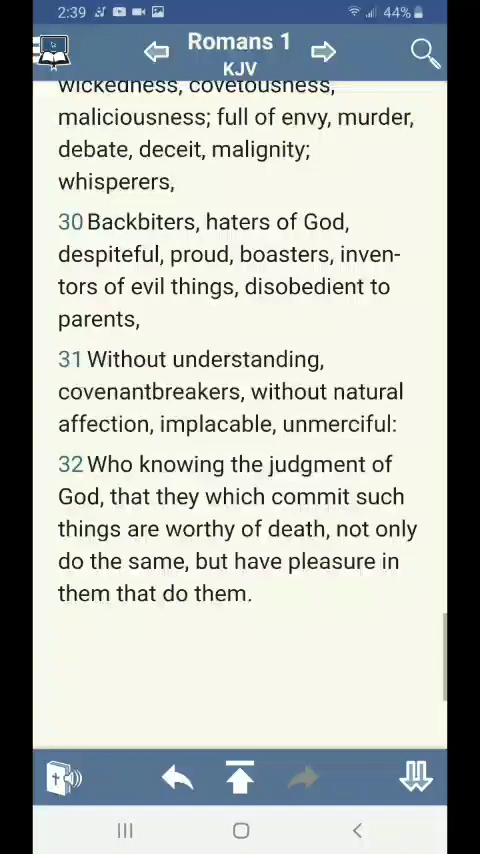 2:39
44%
Romans 1
KJV
wickedness, covetousness,
maliciousness; full of envy, murder,
debate, deceit, malignity;
whisperers,
30 Backbiters, haters of God,
despiteful, proud, boasters, inven-
tors of evil things, disobedient to
parents,
31 Without understanding,
covenantbreakers, without natural
affection, implacable, unmerciful:
32 Who knowing the judgment of
God, that they which commit such
things are worthy of death, not only
do the same, but have pleasure in
them that do them.